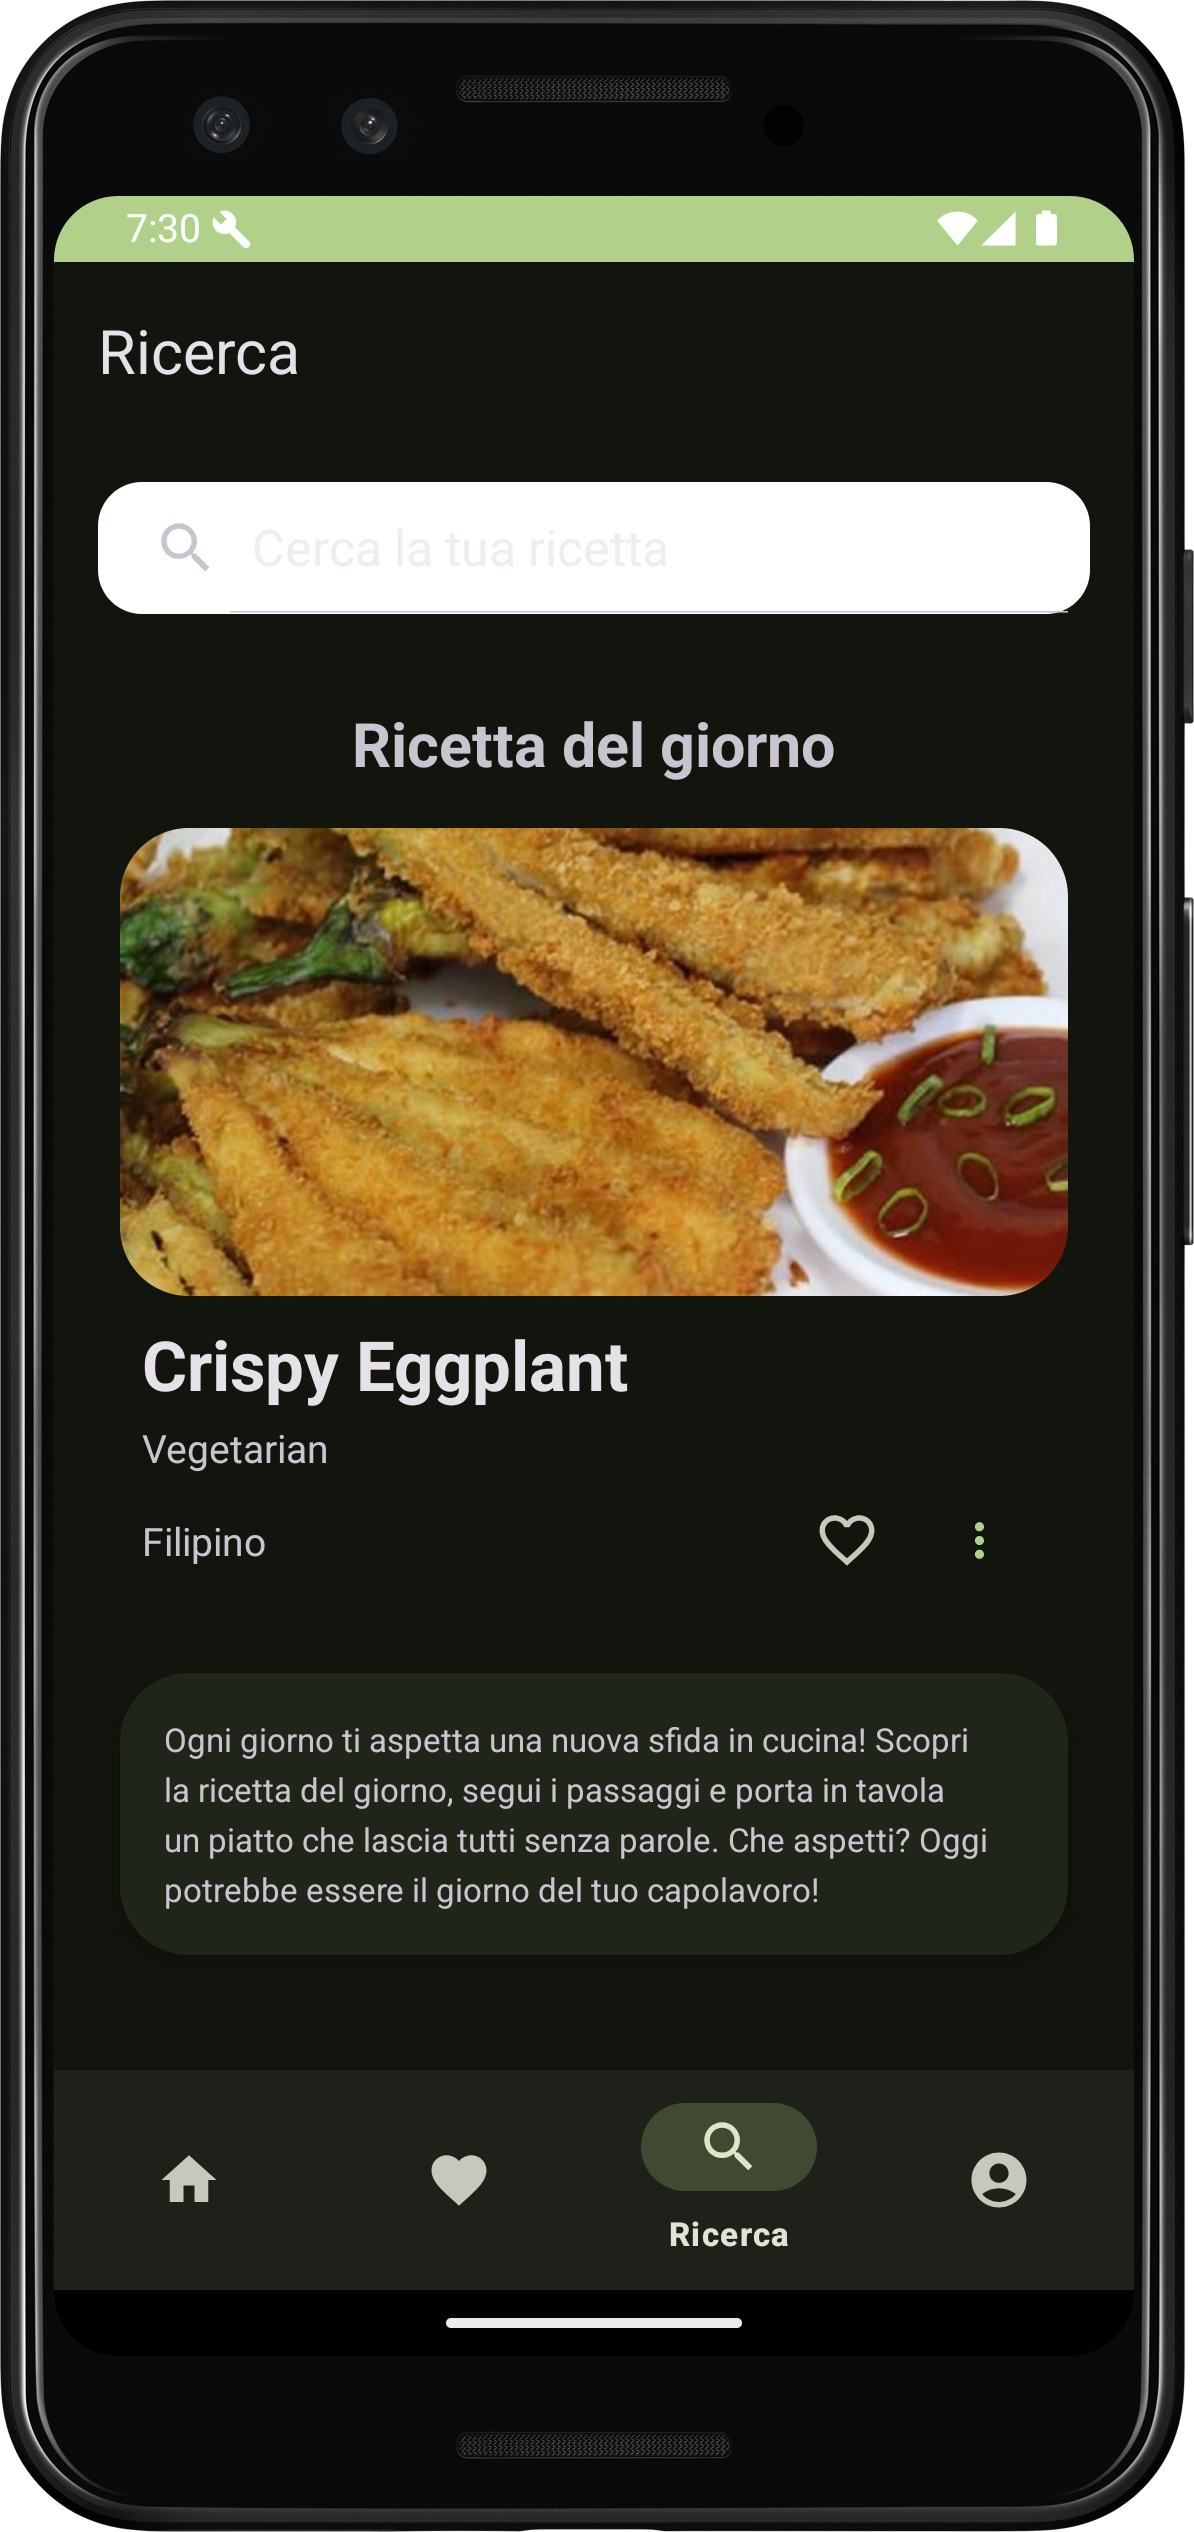 7:30
Ricerca
Cerca la tua ricetta
Ricetta del giorno
Crispy Eggplant
Vegetarian
Filipino
Ogni giorno ti aspetta una nuova sfida in cucina! Scopri
la ricetta del giorno, segui i passaggi e porta in tavola
un piatto che lascia tutti senza parole. Che aspetti? Oggi
potrebbe essere il giorno del tuo capolavoro!
Ricerca